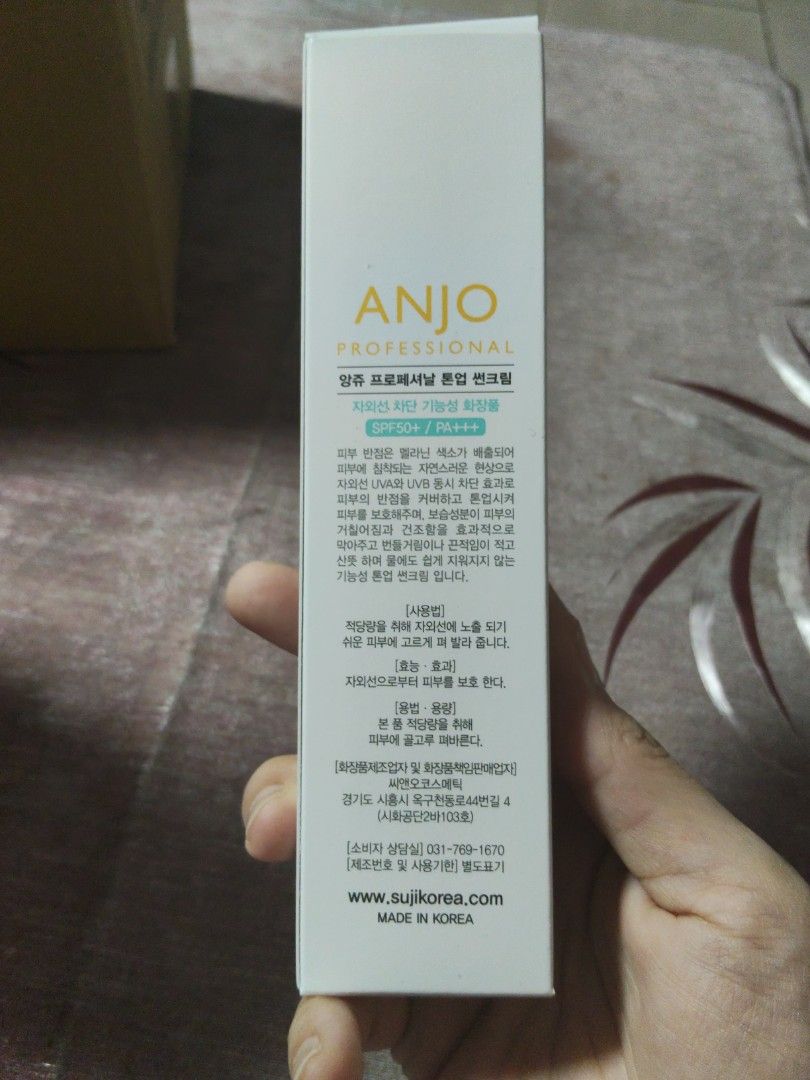 ANJO
PROFESSIONAL
앙쥬 프로페셔날 톤업 썬크림
자외선 차단 기능성 화장품
SPF50+ / PA+++
피부 반점은 멜라닌 색소가 배출되어
피부에 침착되는 자연스러운 현상으로
자외선 UVA와 UVB 동시 차단 효과로
피부의 반점을 커버하고 톤업시켜
피부를 보호해주며, 보습성분이 피부의
거칠어짐과 건조함을 효과적으로
막아주고 번들거림이나 끈적임이 적고
산뜻 하며 물에도 쉽게 지워지지 않는
기능성 톤업 썬크림 입니다.
[사용법]
적당량을 취해 자외선에 노출 되기
쉬운 피부에 고르게 펴 발라 줍니다.
[효능 · 효과]
자외선으로부터 피부를 보호 한다.
[용법 · 용량]
본 품 적당량을 취해
피부에 골고루 펴바른다.
[화장품제조업자 및 화장품책임판매업자]
씨앤오코스메틱
경기도 시흥시 옥구천동로44번길 4
(시화공단2바103호)
[소비자 상담실] 031-769-1670
[제조번호 및 사용기한] 별도표기
www.sujikorea.com
MADE IN KOREA